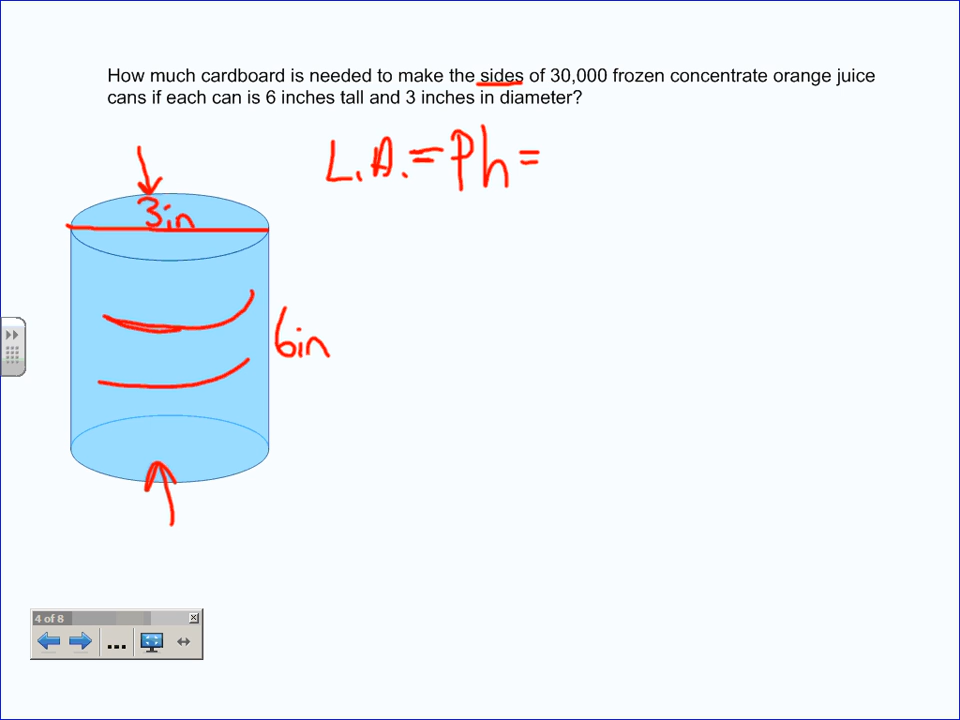 How much cardboard is needed to make the sides of 30,000 frozen concentrate orange juice
cans if each can is 6 inches tall and 3 inches in diameter?
L.A. = Ph =
3in
6in
4 of 8